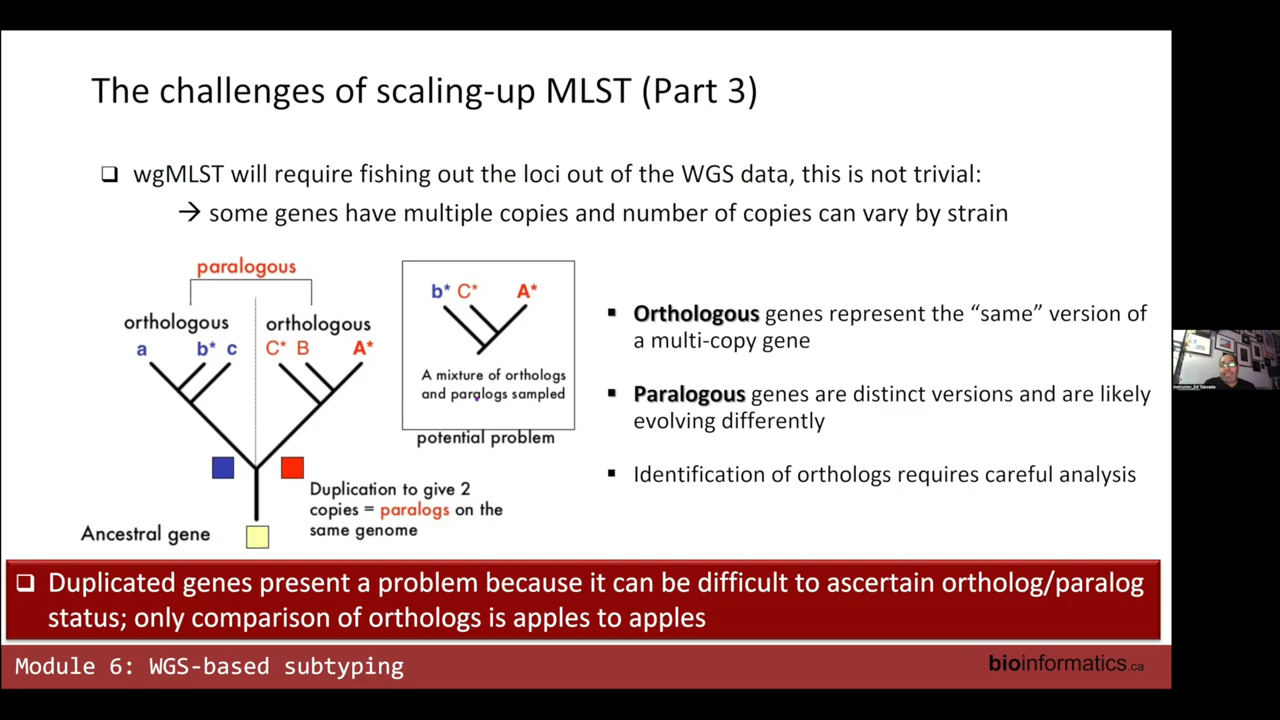 The challenges of scaling-up MLST (Part 3)
❑ wgMLST will require fishing out the loci out of the WGS data, this is not trivial:
→ some genes have multiple copies and number of copies can vary by strain
paralogous
orthologous orthologous
a b* c C* B A*
b* C* A*
A mixture of orthologs
and paralogs sampled
potential problem
Duplication to give 2
copies = paralogs on the
same genome
Ancestral gene
▪ Orthologous genes represent the “same” version of
a multi-copy gene
▪ Paralogous genes are distinct versions and are likely
evolving differently
▪ Identification of orthologs requires careful analysis
❑ Duplicated genes present a problem because it can be difficult to ascertain ortholog/paralog
status; only comparison of orthologs is apples to apples
Module 6: WGS-based subtyping
bioinformatics.ca
Instructor_Ed Taboada